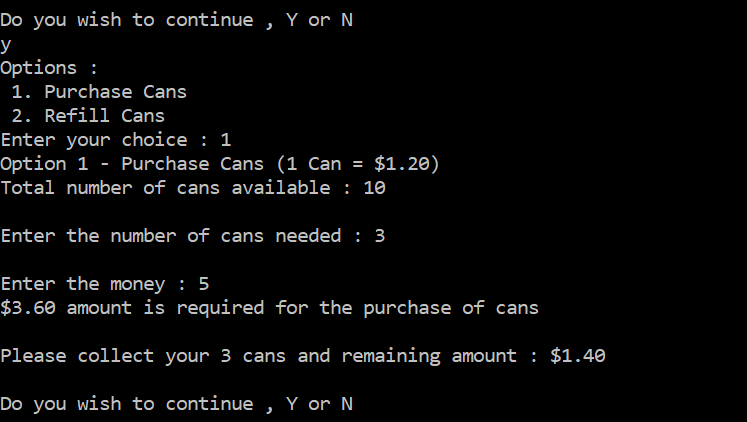 Do you wish to continue , Y or N
y
Options :
 1. Purchase Cans
 2. Refill Cans
Enter your choice : 1
Option 1 - Purchase Cans (1 Can = $1.20)
Total number of cans available : 10
Enter the number of cans needed : 3
Enter the money : 5
$3.60 amount is required for the purchase of cans
Please collect your 3 cans and remaining amount : $1.40
Do you wish to continue , Y or N